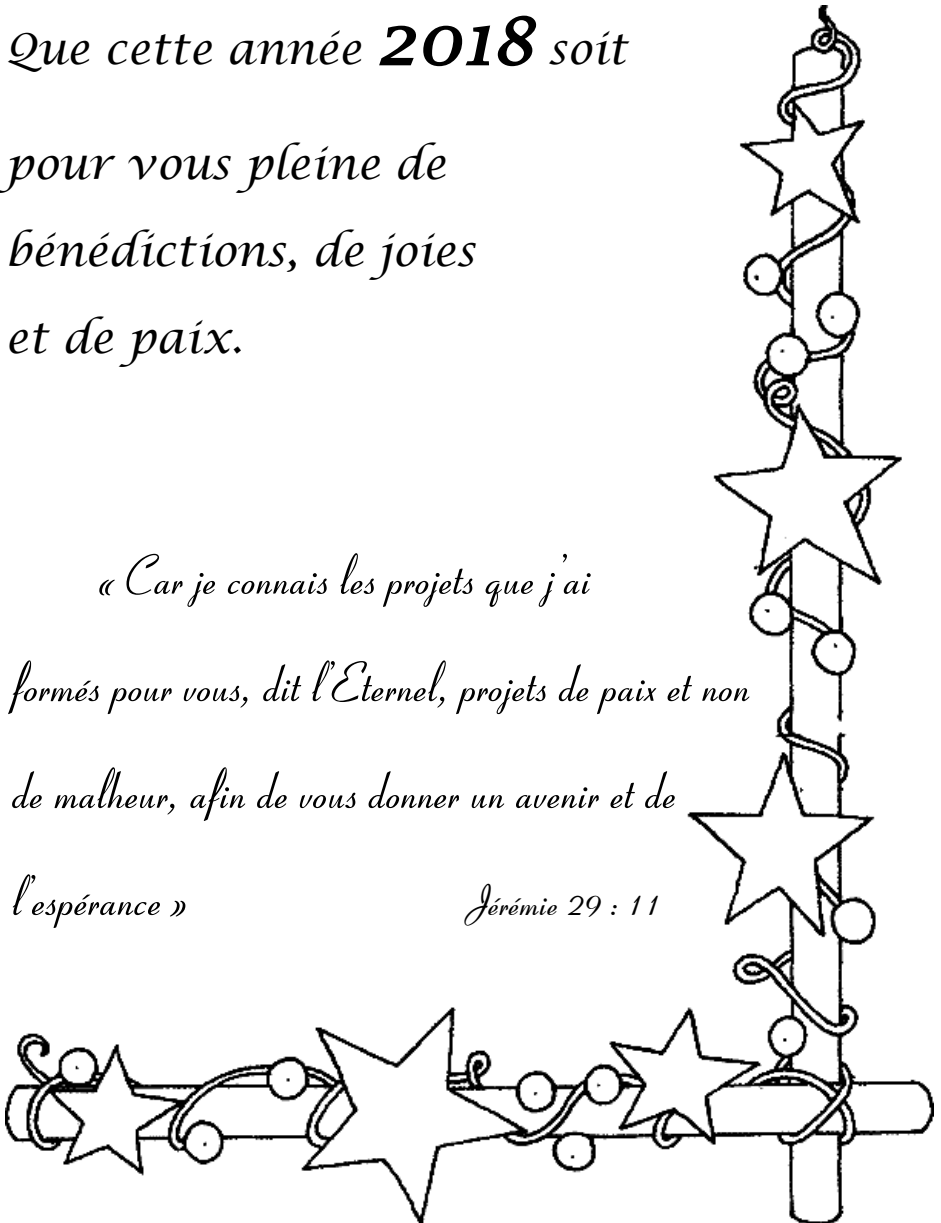 Que cette année 2018 soit
pour vous pleine de
bénédictions, de joies
et de paix.
« Car je connais les projets que j’ai
formés pour vous, dit l’Eternel, projets de paix et non
de malheur, afin de vous donner un avenir et de
l’espérance » Jérémie 29 : 11